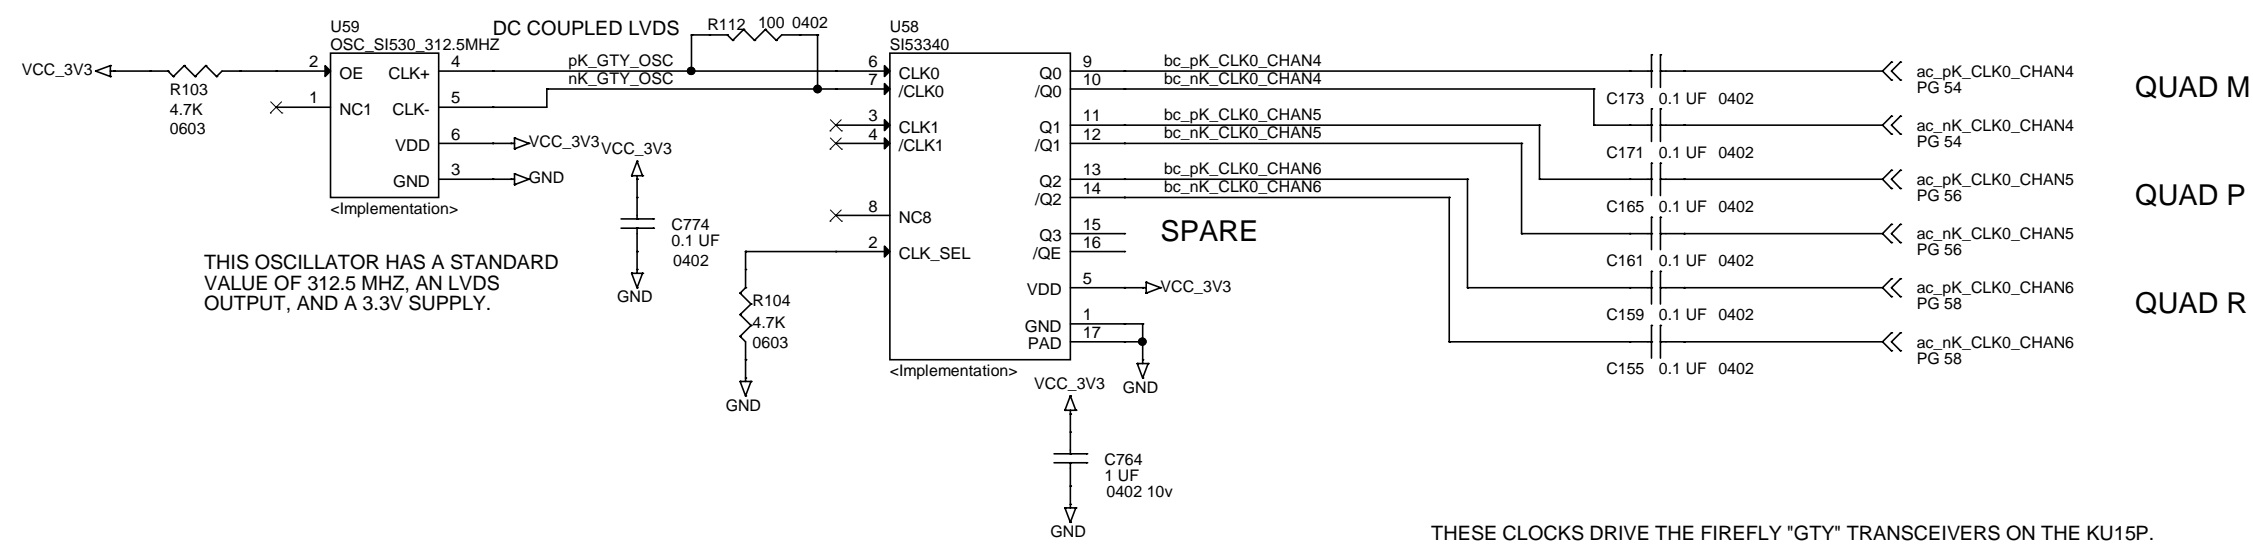 U59
OSC_SI530_312.5MHZ
DC COUPLED LVDS
R112 100 0402
U58
SI53340
VCC_3V3
R103
4.7K
0603
2 OE CLK+ 4
1 NC1 CLK- 5
VDD 6
GND 3
<Implementation>
pK_GTY_OSC
nK_GTY_OSC
VCC_3V3
GND
VCC_3V3
C774
0.1 UF
0402
GND
THIS OSCILLATOR HAS A STANDARD
VALUE OF 312.5 MHZ, AN LVDS
OUTPUT, AND A 3.3V SUPPLY.
6 CLK0
7 /CLK0
3 CLK1
4 /CLK1
8 NC8
2 CLK_SEL
R104
4.7K
0603
GND
Q0 9 bc_pK_CLK0_CHAN4
/Q0 10 bc_nK_CLK0_CHAN4
Q1 11 bc_pK_CLK0_CHAN5
/Q1 12 bc_nK_CLK0_CHAN5
Q2 13 bc_pK_CLK0_CHAN6
/Q2 14 bc_nK_CLK0_CHAN6
Q3 15
/QE 16
SPARE
VDD 5 VCC_3V3
GND 1
PAD 17
GND
<Implementation>
VCC_3V3
C764
1 UF
0402 10v
GND
C173 0.1 UF 0402
C171 0.1 UF 0402
C165 0.1 UF 0402
C161 0.1 UF 0402
C159 0.1 UF 0402
C155 0.1 UF 0402
ac_pK_CLK0_CHAN4
PG 54
ac_nK_CLK0_CHAN4
PG 54
ac_pK_CLK0_CHAN5
PG 56
ac_nK_CLK0_CHAN5
PG 56
ac_pK_CLK0_CHAN6
PG 58
ac_nK_CLK0_CHAN6
PG 58
QUAD M
QUAD P
QUAD R
THESE CLOCKS DRIVE THE FIREFLY "GTY" TRANSCEIVERS ON THE KU15P.